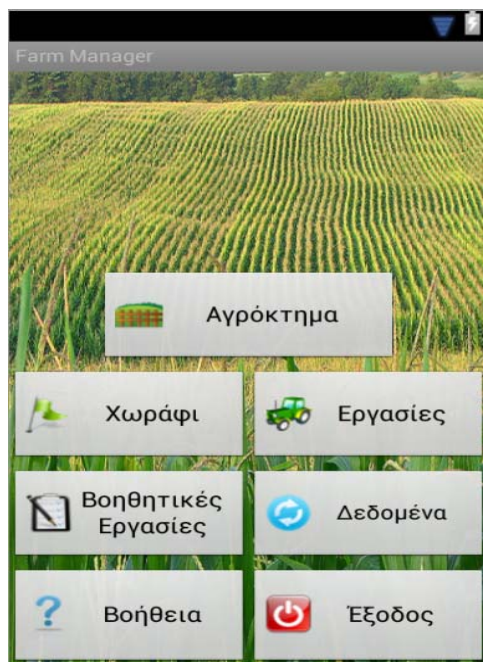 Farm Manager
Αγρόκτημα
Χωράφι
Εργασίες
Βοηθητικές
Εργασίες
Δεδομένα
Βοήθεια
Έξοδος